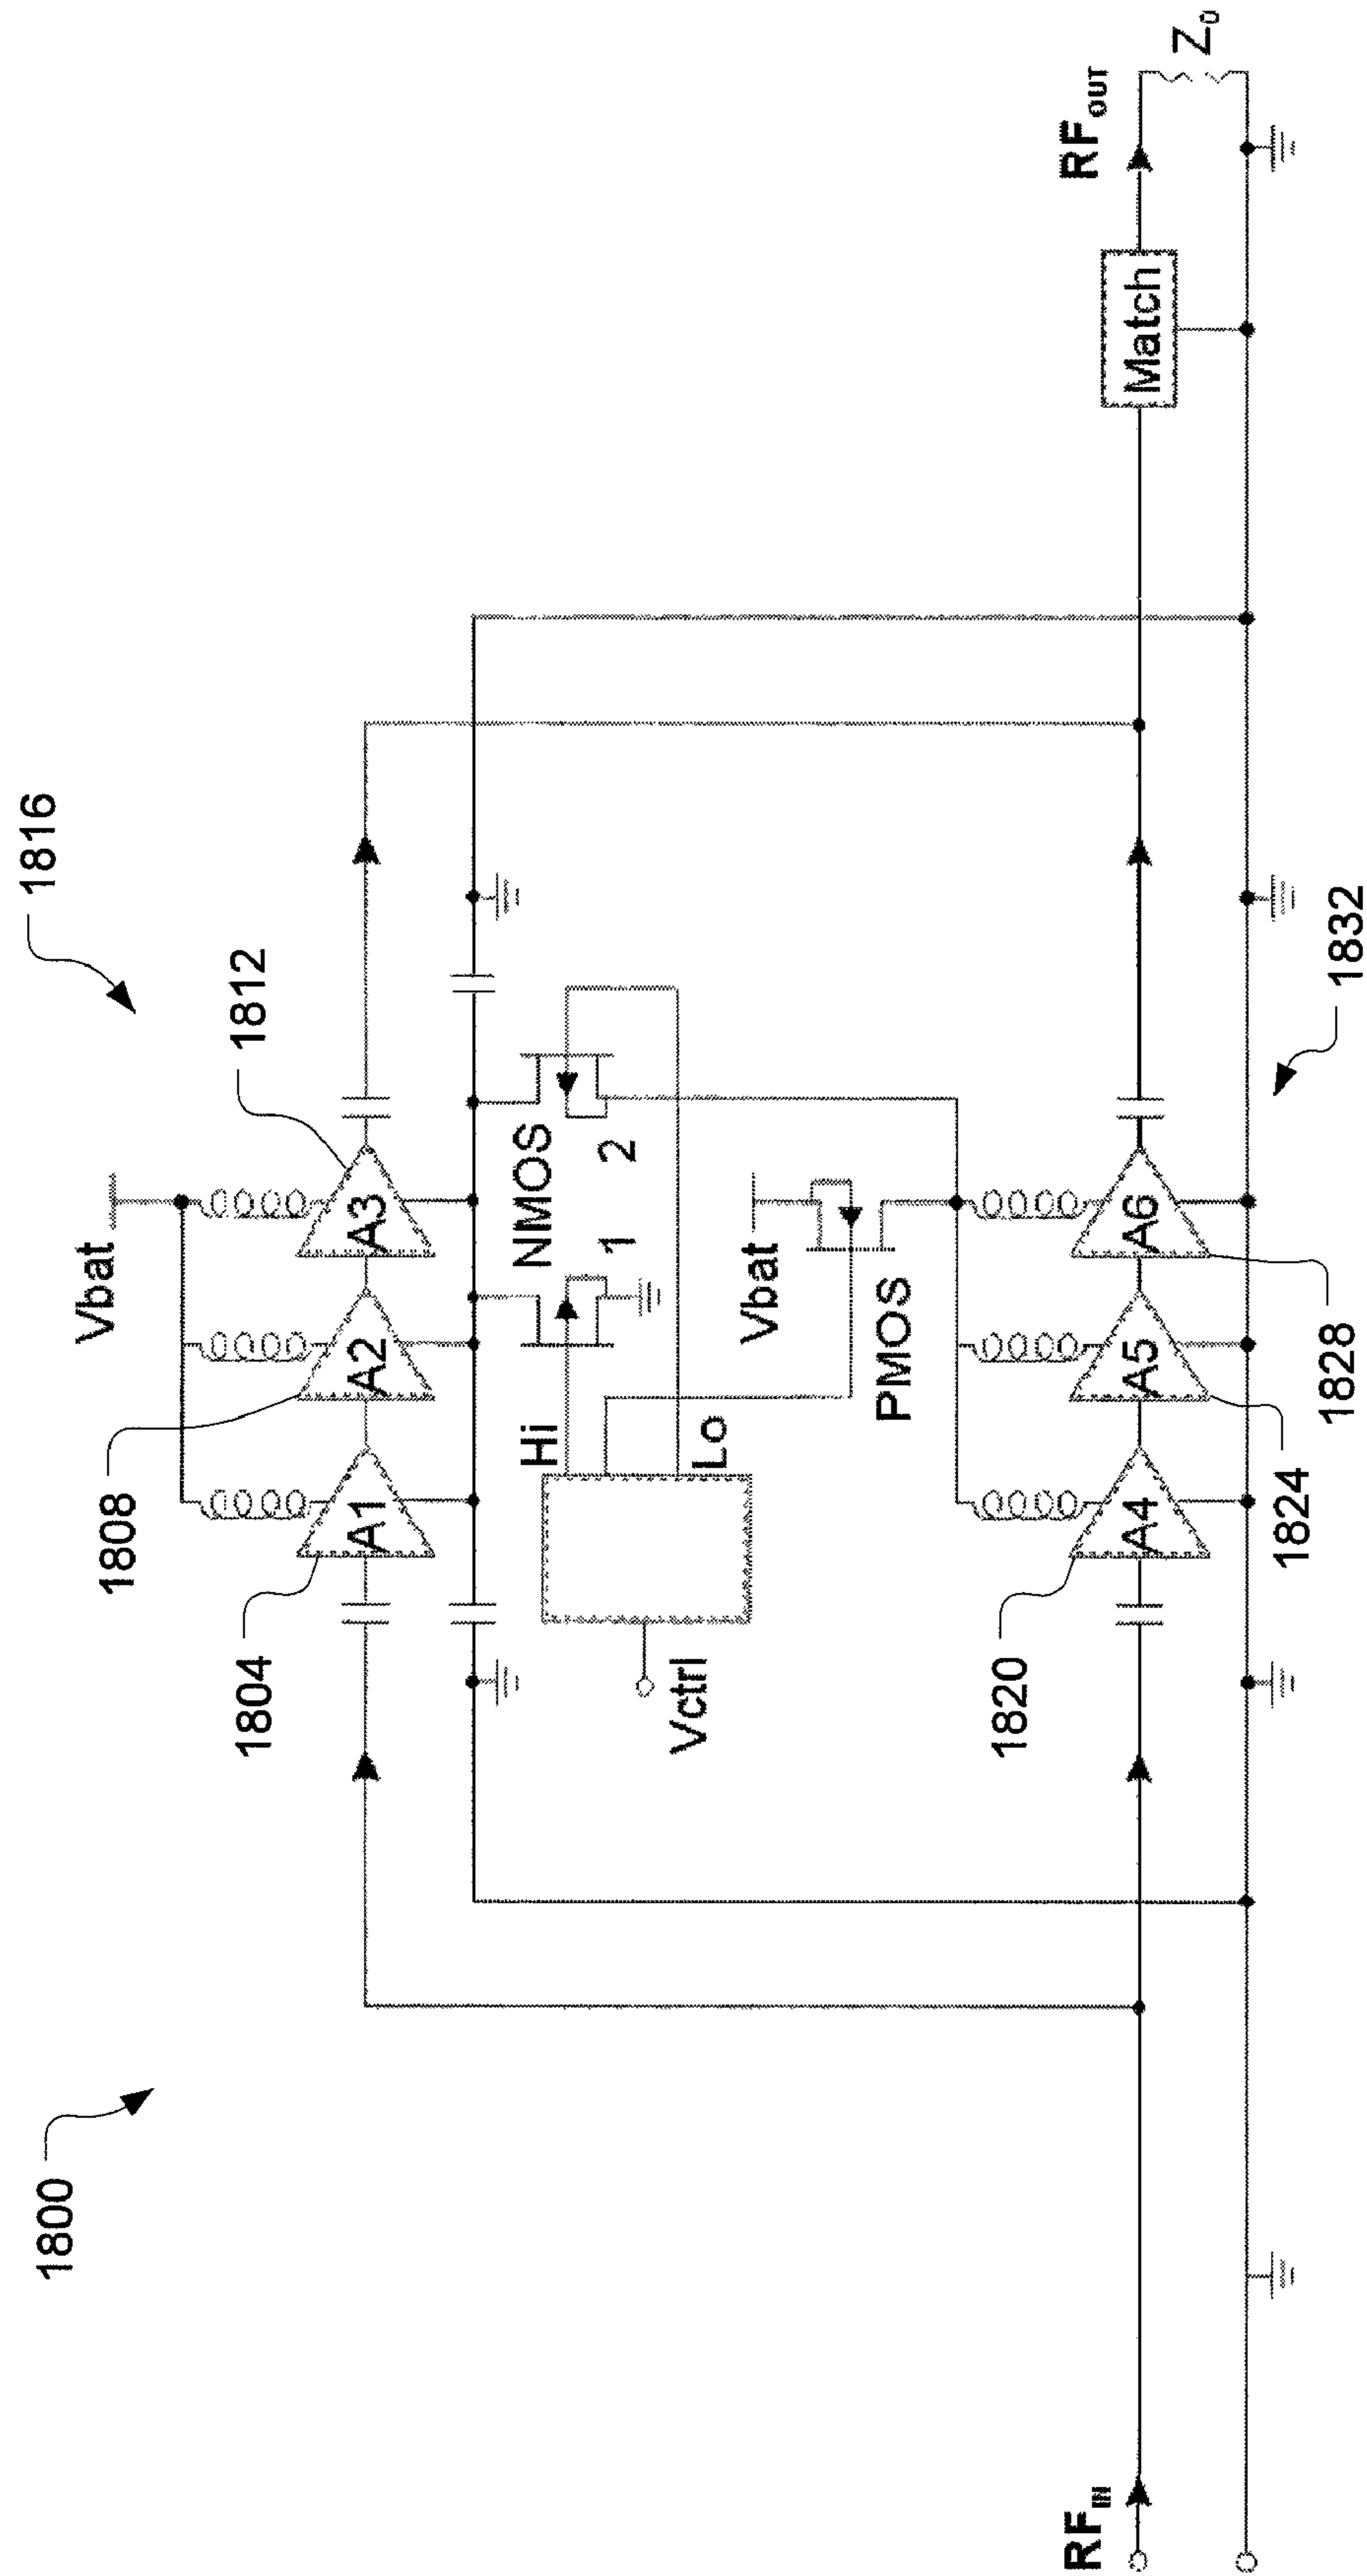 1800
1816
1812
1808
1804
Vbat
A1
A2
A3
NMOS
1
2
Hi
Lo
Vctrl
Vbat
PMOS
A4
A5
A6
1820
1824
1828
1832
RF_IN
Match
RF_OUT
Z_0